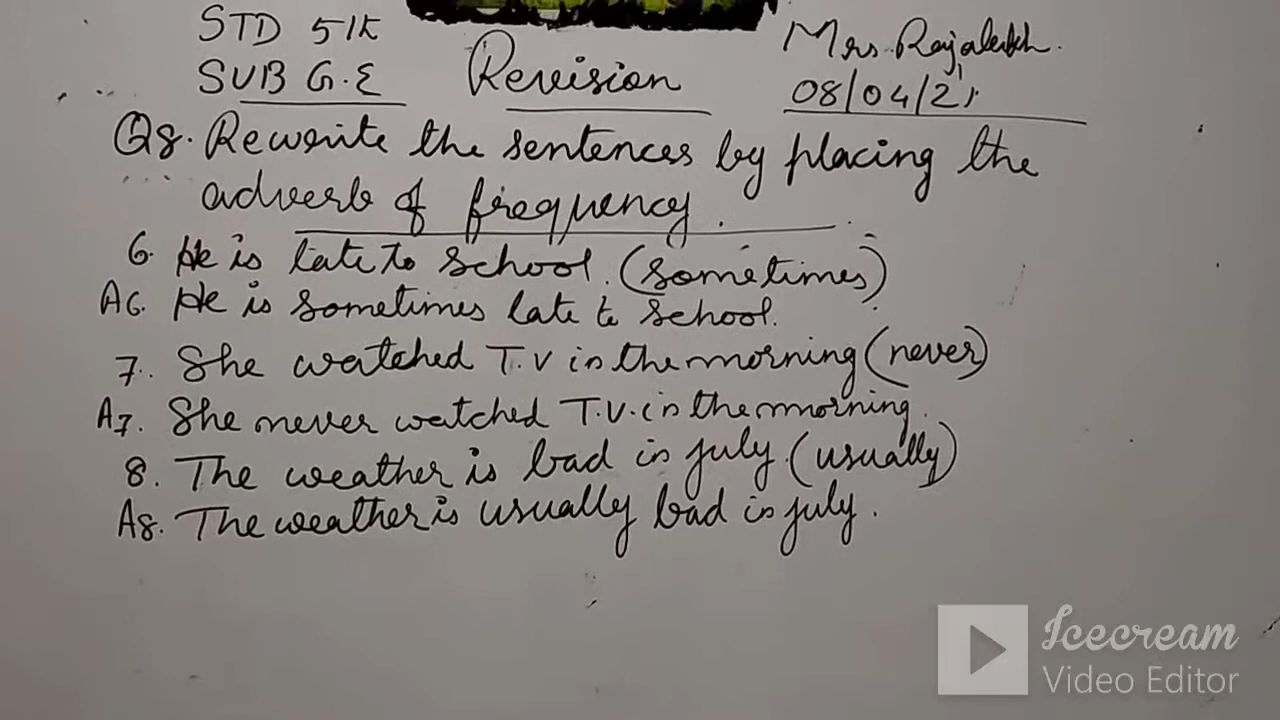 STD 5th
SUB G.E
Revision
Mrs. Rajalekh.
08/04/21
Q8. Rewrite the sentences by placing the
adverb of frequency.
6. He is late to school. (sometimes)
A6. He is sometimes late to school.
7. She watched T.V in the morning (never)
A7. She never watched T.V. in the morning.
8. The weather is bad in july. (usually)
A8. The weather is usually bad in july.
Icecream
Video Editor